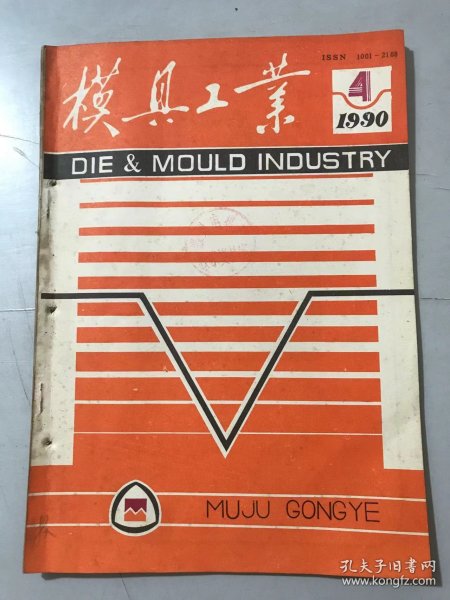 ISSN 1001-2168
模具工業
4
1990
DIE & MOULD INDUSTRY
MUJU GONGYE
孔夫子旧书网
www.kongfz.com